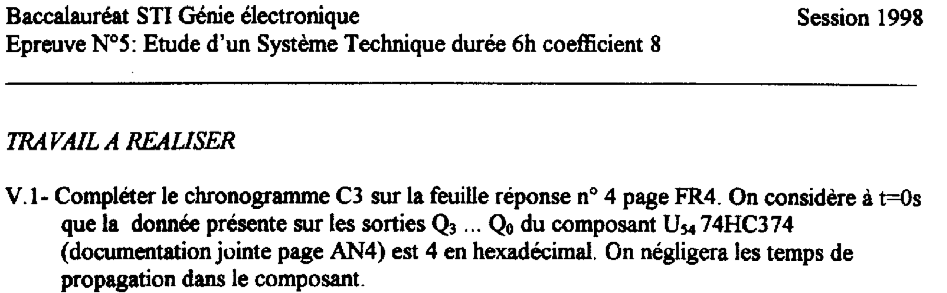 Baccalauréat STI Génie électronique Session 1998
Epreuve N°5: Etude d'un Système Technique durée 6h coefficient 8
TRAVAIL A REALISER
V.1- Compléter le chronogramme C3 sur la feuille réponse n° 4 page FR4. On considère à t=0s
que la donnée présente sur les sorties Q₃ ... Q₀ du composant U₅₄ 74HC374
(documentation jointe page AN4) est 4 en hexadécimal. On négligera les temps de
propagation dans le composant.